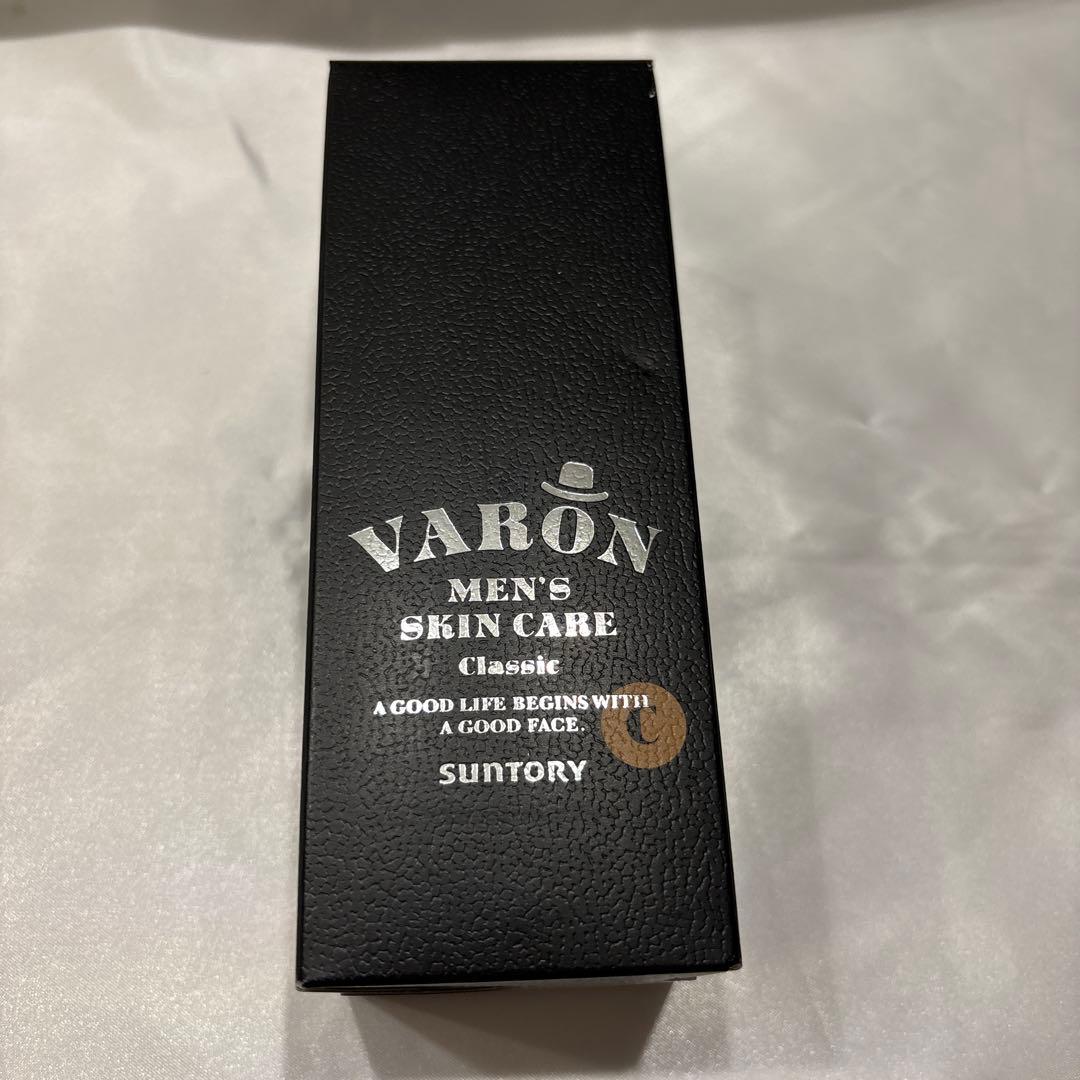 VARON
MEN'S
SKIN CARE
Classic
A GOOD LIFE BEGINS WITH
A GOOD FACE.
C
SUNTORY